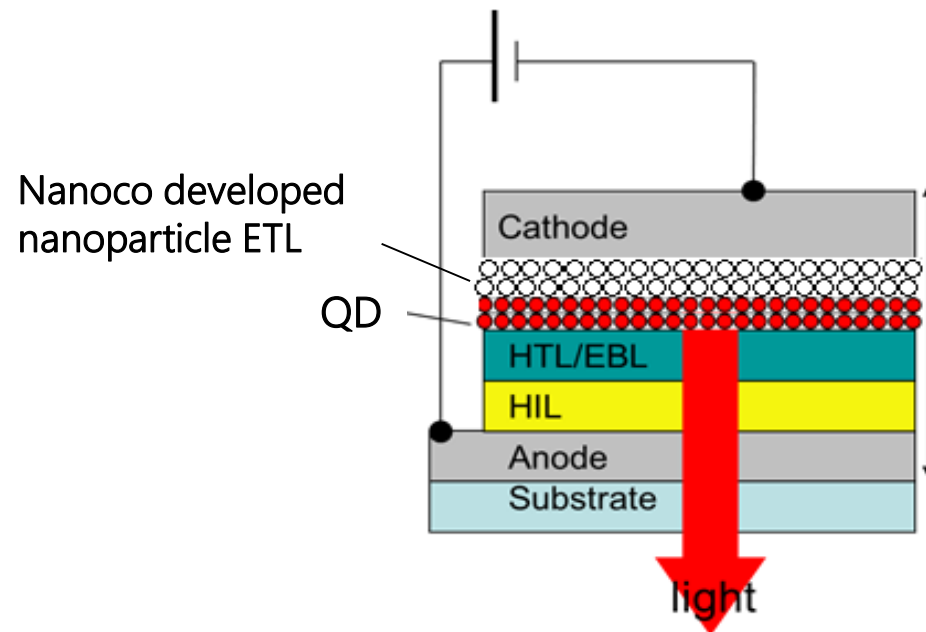 Nanoco developed
nanoparticle ETL
QD
Cathode
HTL/EBL
HIL
Anode
Substrate
light